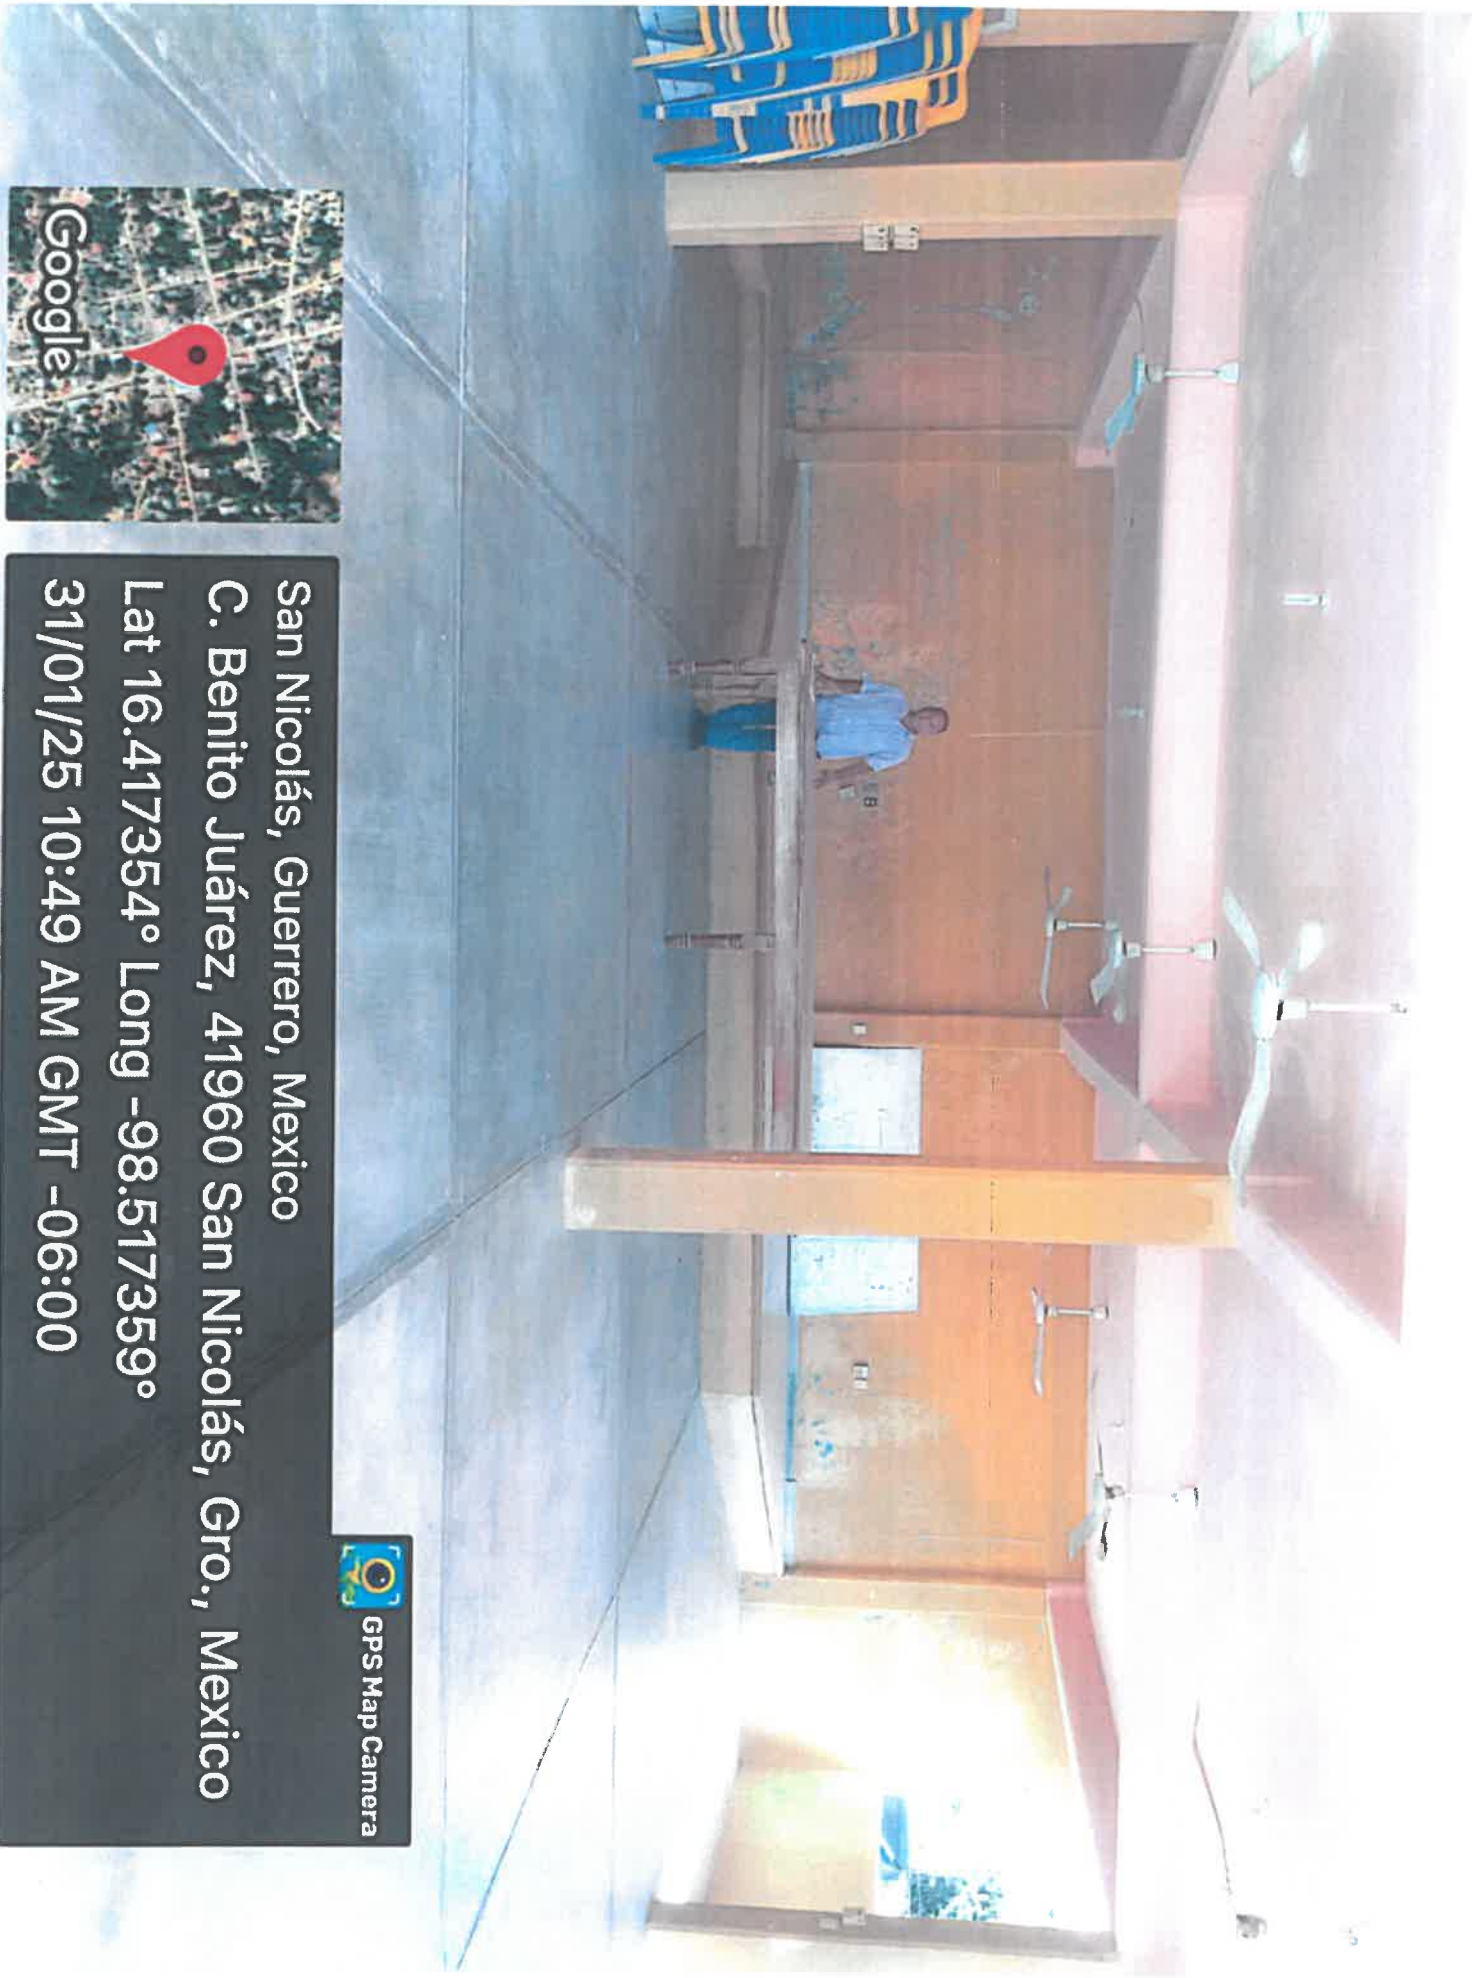 GPS Map Camera
San Nicolás, Guerrero, Mexico
C. Benito Juárez, 41960 San Nicolás, Gro., Mexico
Lat 16.417354° Long -98.517359°
31/01/25 10:49 AM GMT -06:00
Google